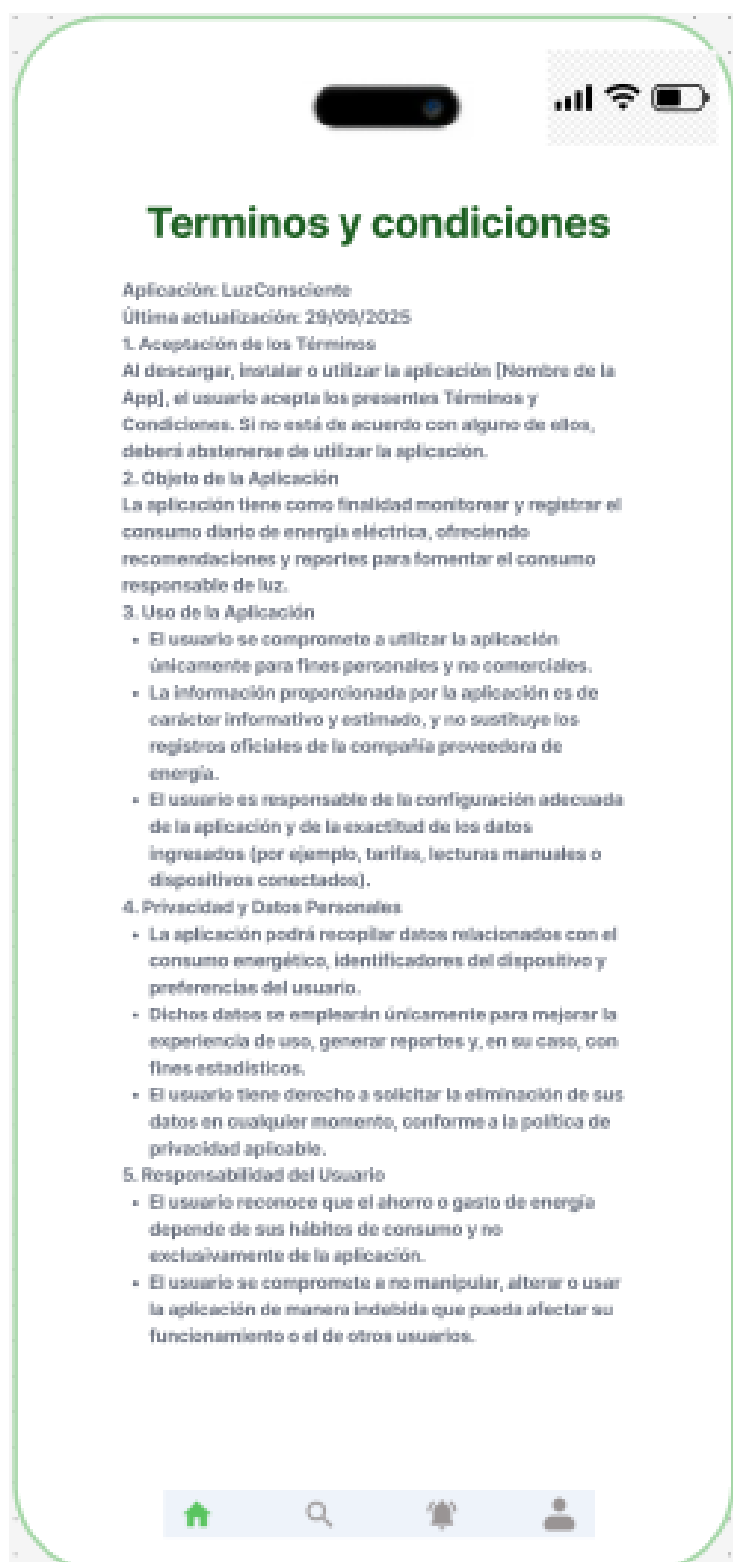 Terminos y condiciones
Aplicación: LuzConsciente
Última actualización: 29/09/2025
1. Aceptación de los Términos
Al descargar, instalar o utilizar la aplicación [Nombre de la
App], el usuario acepta los presentes Términos y
Condiciones. Si no está de acuerdo con alguno de ellos,
deberá abstenerse de utilizar la aplicación.
2. Objeto de la Aplicación
La aplicación tiene como finalidad monitorear y registrar el
consumo diario de energía eléctrica, ofreciendo
recomendaciones y reportes para fomentar el consumo
responsable de luz.
3. Uso de la Aplicación
• El usuario se compromete a utilizar la aplicación
únicamente para fines personales y no comerciales.
• La información proporcionada por la aplicación es de
carácter informativo y estimado, y no sustituye los
registros oficiales de la compañía proveedora de
energía.
• El usuario es responsable de la configuración adecuada
de la aplicación y de la exactitud de los datos
ingresados (por ejemplo, tarifas, lecturas manuales o
dispositivos conectados).
4. Privacidad y Datos Personales
• La aplicación podrá recopilar datos relacionados con el
consumo energético, identificadores del dispositivo y
preferencias del usuario.
• Dichos datos se emplearán únicamente para mejorar la
experiencia de uso, generar reportes y, en su caso, con
fines estadísticos.
• El usuario tiene derecho a solicitar la eliminación de sus
datos en cualquier momento, conforme a la política de
privacidad aplicable.
5. Responsabilidad del Usuario
• El usuario reconoce que el ahorro o gasto de energía
depende de sus hábitos de consumo y no
exclusivamente de la aplicación.
• El usuario se compromete a no manipular, alterar o usar
la aplicación de manera indebida que pueda afectar su
funcionamiento o el de otros usuarios.